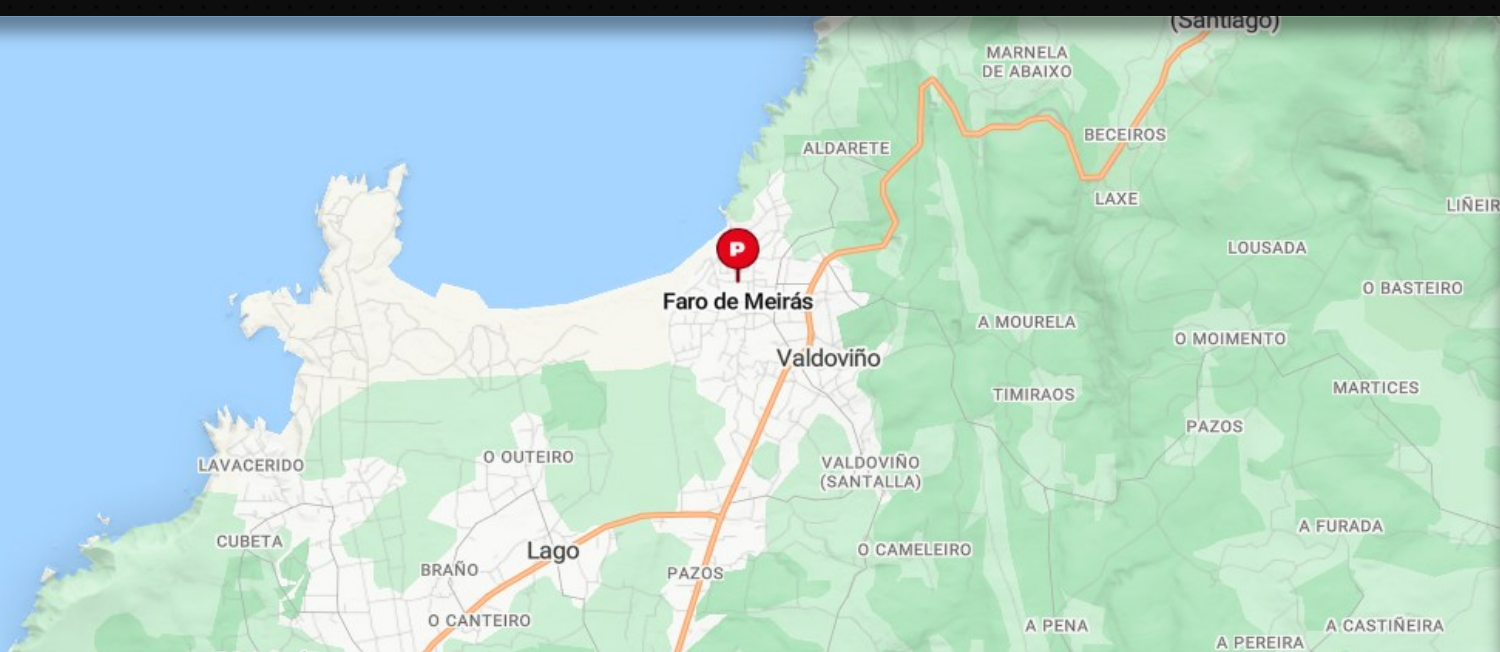 (Santiago)
MARNELA
DE ABAIXO
BECEIROS
ALDARETE
LAXE
LIÑEIR
P
LOUSADA
O BASTEIRO
Faro de Meirás
A MOURELA
O MOIMENTO
Valdoviño
MARTICES
TIMIRAOS
PAZOS
O OUTEIRO
LAVACERIDO
VALDOVIÑO
(SANTALLA)
A FURADA
CUBETA
Lago
O CAMELEIRO
BRAÑO
PAZOS
O CANTEIRO
A PENA
A CASTIÑEIRA
A PEREIRA